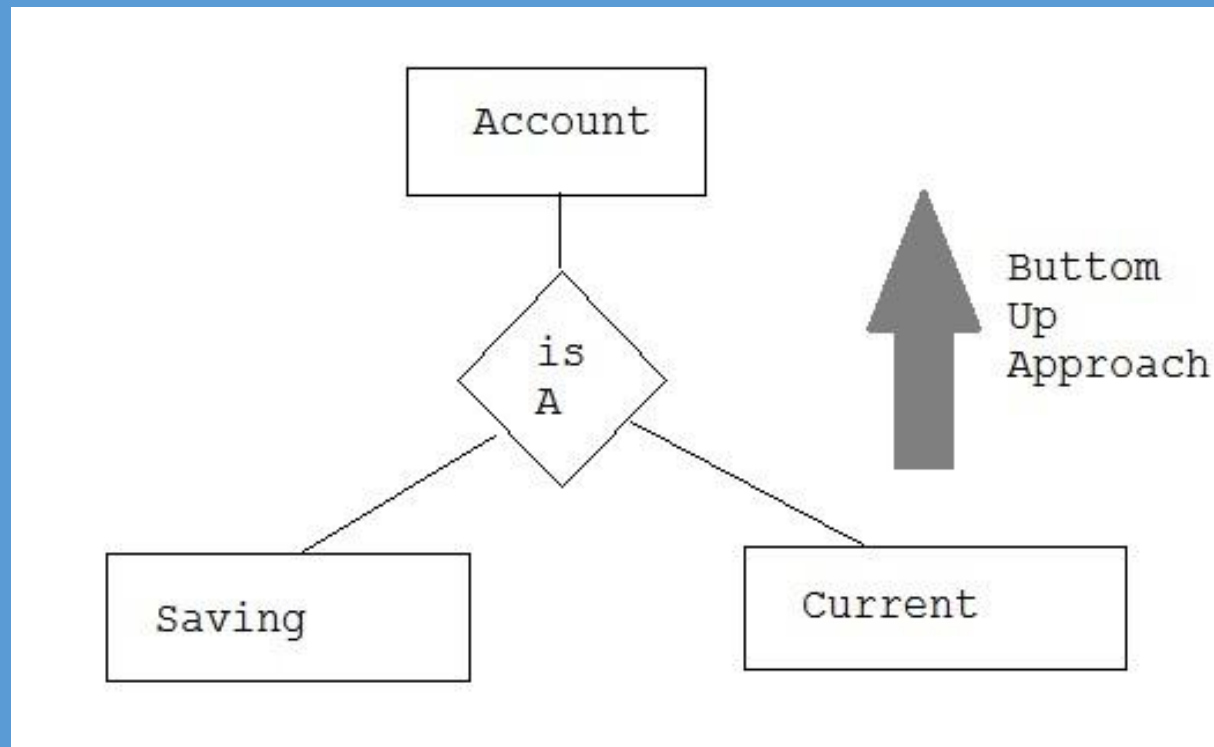 Account
is
A
Buttom
Up
Approach
Saving
Current